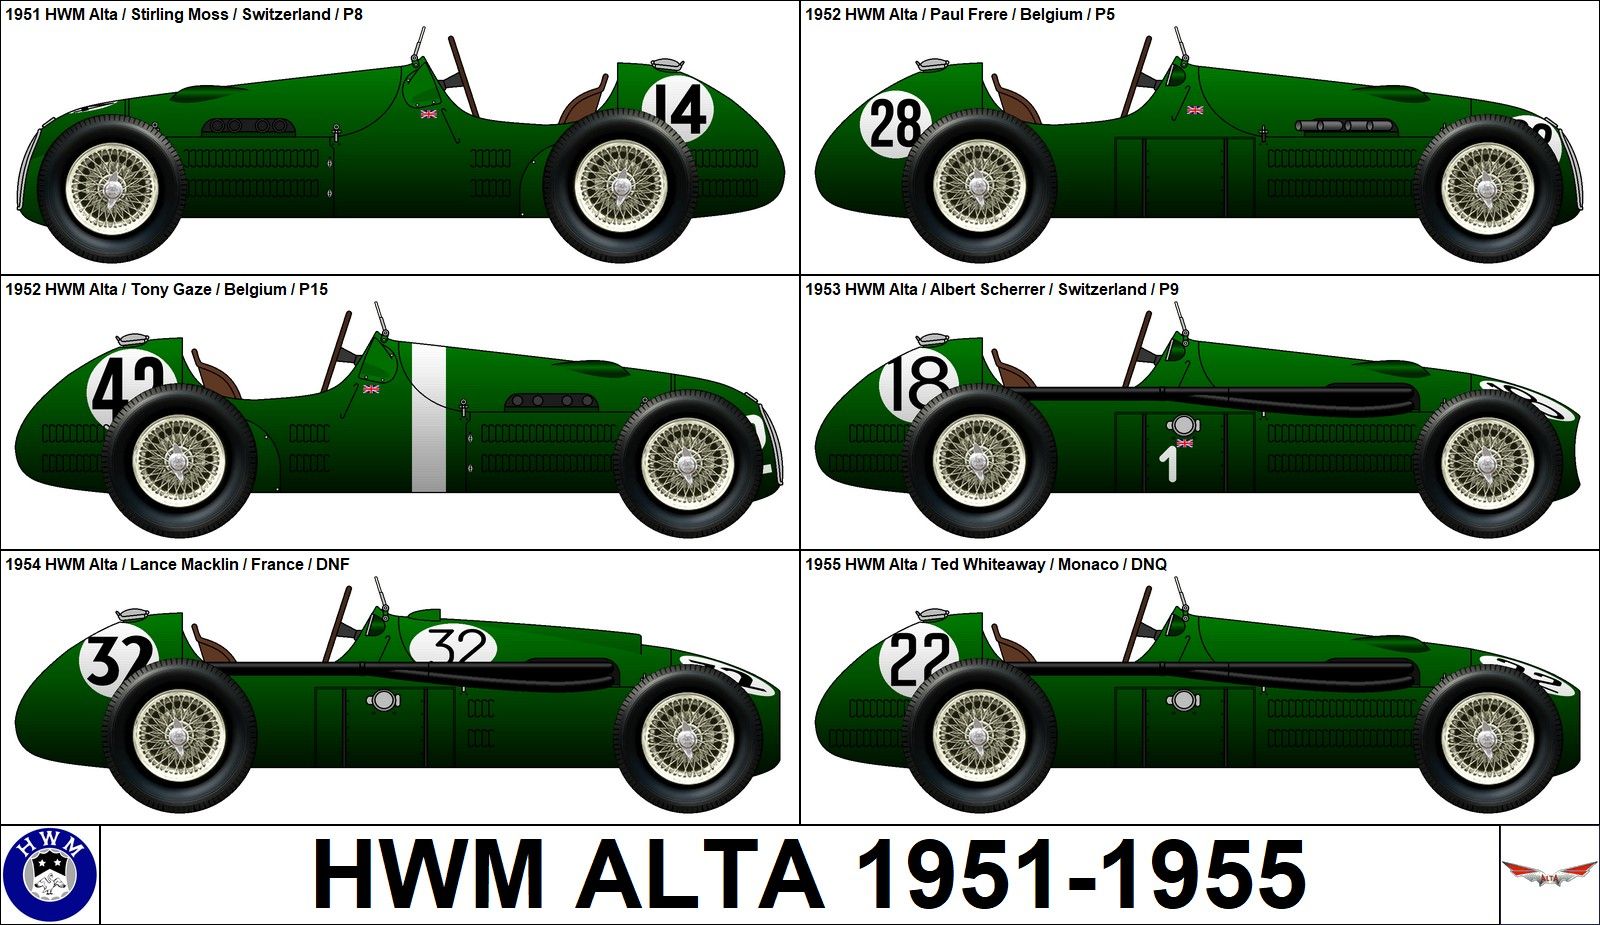 1951 HWM Alta / Stirling Moss / Switzerland / P8
14
1952 HWM Alta / Paul Frere / Belgium / P5
28
1952 HWM Alta / Tony Gaze / Belgium / P15
42
1953 HWM Alta / Albert Scherrer / Switzerland / P9
18
1
1954 HWM Alta / Lance Macklin / France / DNF
32
32
1955 HWM Alta / Ted Whiteaway / Monaco / DNQ
22
HWM
HWM ALTA 1951-1955
ALTA